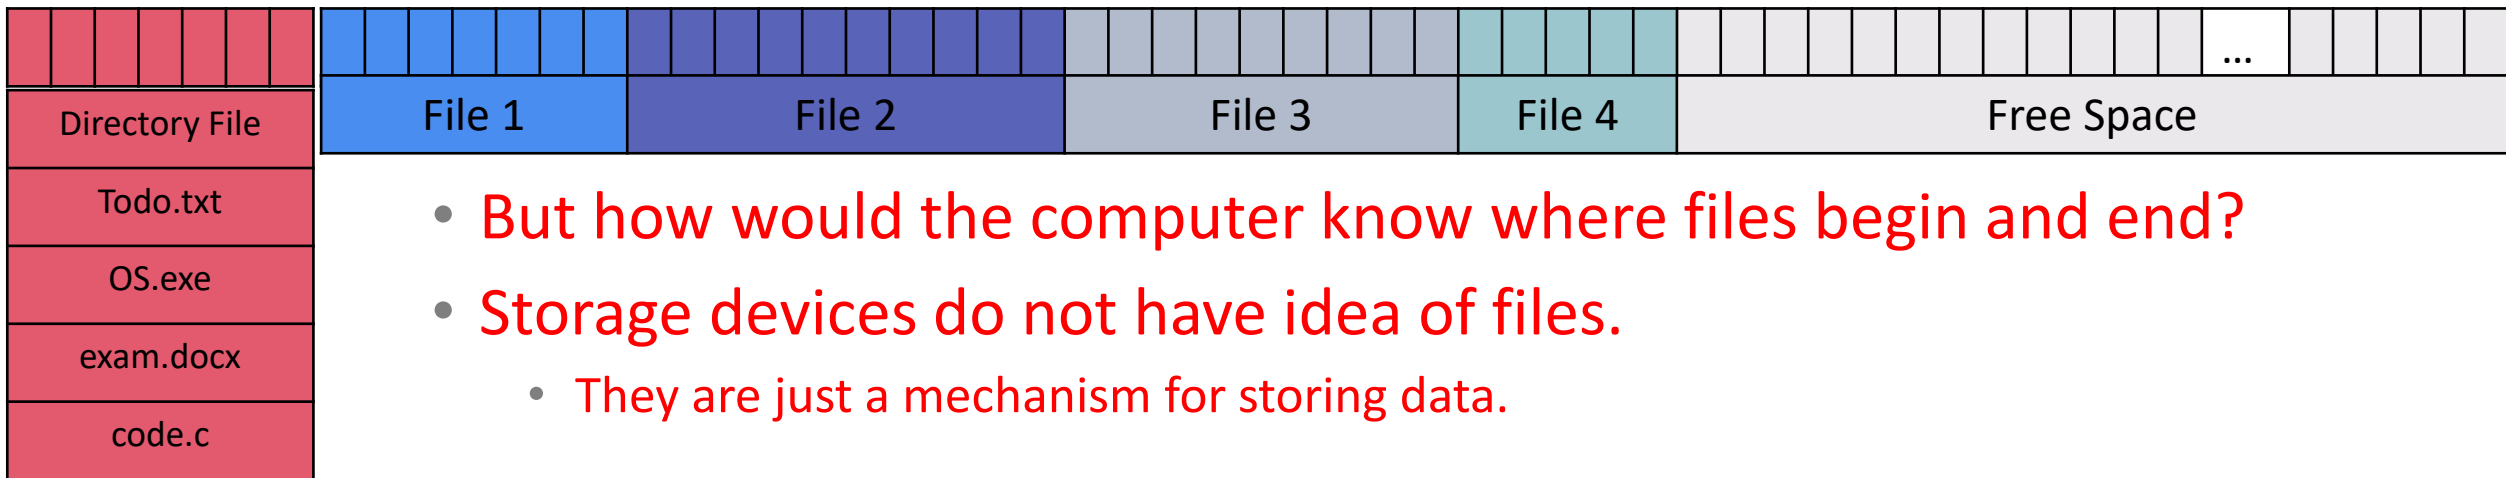 ...
Directory File
File 1
File 2
File 3
File 4
Free Space
Todo.txt
OS.exe
exam.docx
code.c
• But how would the computer know where files begin and end?
• Storage devices do not have idea of files.
• They are just a mechanism for storing data.